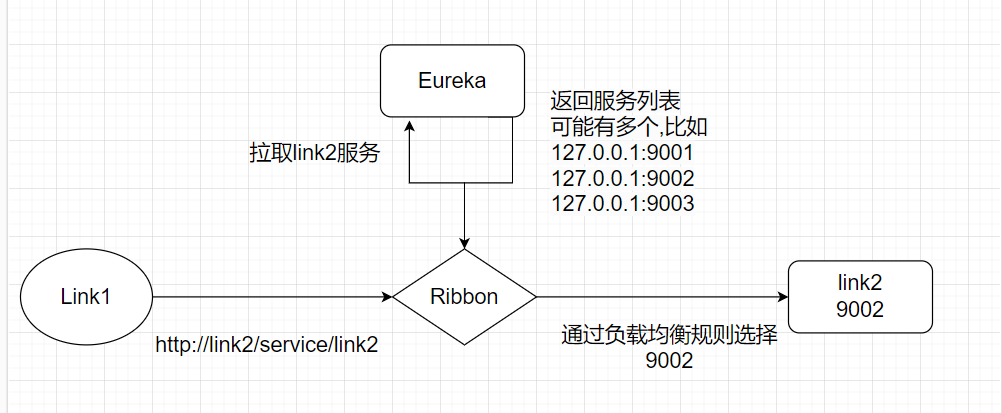 Eureka
返回服务列表
可能有多个,比如
127.0.0.1:9001
127.0.0.1:9002
127.0.0.1:9003
拉取link2服务
Link1
Ribbon
link2
9002
http://link2/service/link2
通过负载均衡规则选择
9002